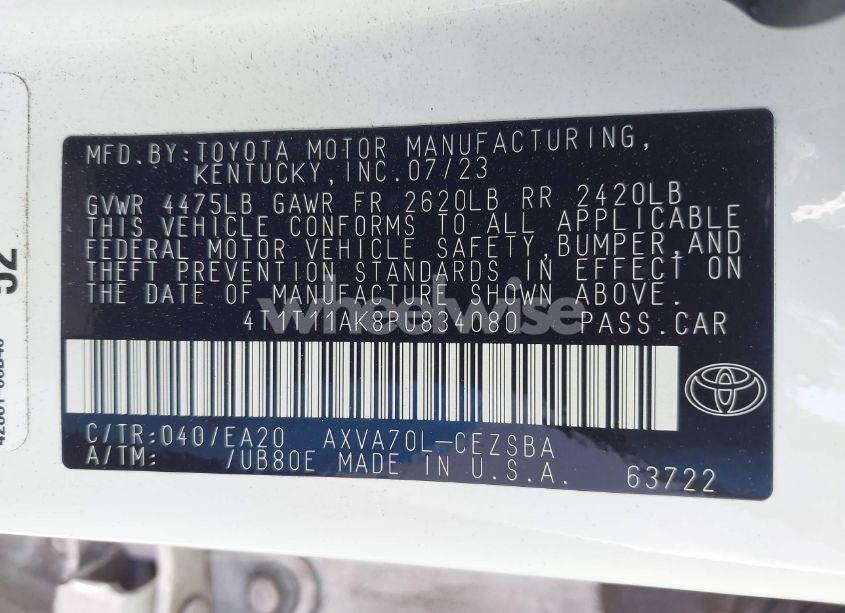 MFD.BY:TOYOTA MOTOR MANUFACTURING,
KENTUCKY,INC.07/23
GVWR 4475LB GAWR FR 2620LB RR 2420LB
THIS VEHICLE CONFORMS TO ALL APPLICABLE
FEDERAL MOTOR VEHICLE SAFETY,BUMPER,AND
THEFT PREVENTION STANDARDS IN EFFECT ON
THE DATE OF MANUFACTURE SHOWN ABOVE.
wheelwise
PASS.CAR
C/TR:040/EA20 AXVA70L-CEZSBA
A/TM: /UB80E MADE IN U.S.A.
63722
52